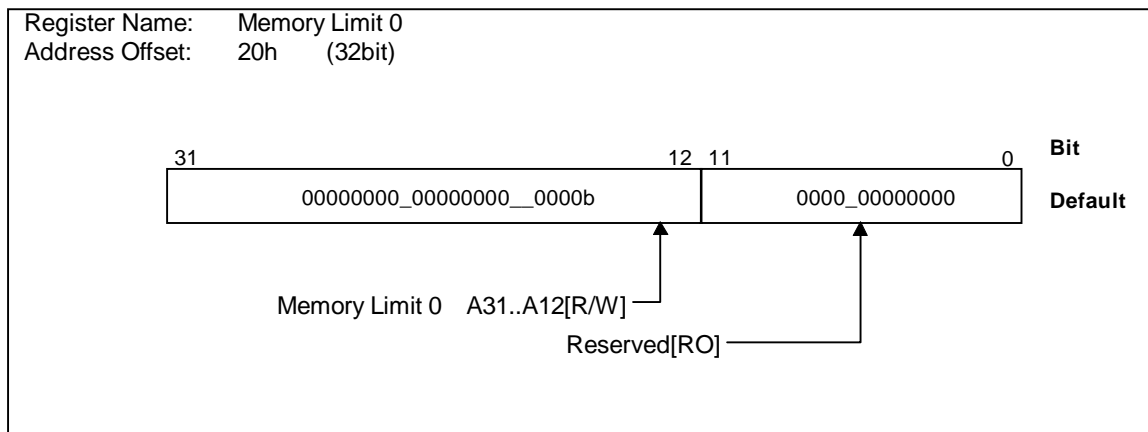 Register Name: Memory Limit 0
Address Offset: 20h (32bit)
31 12 11 0 Bit
00000000_00000000__0000b 0000_00000000 Default
Memory Limit 0 A31..A12[R/W]
Reserved[RO]